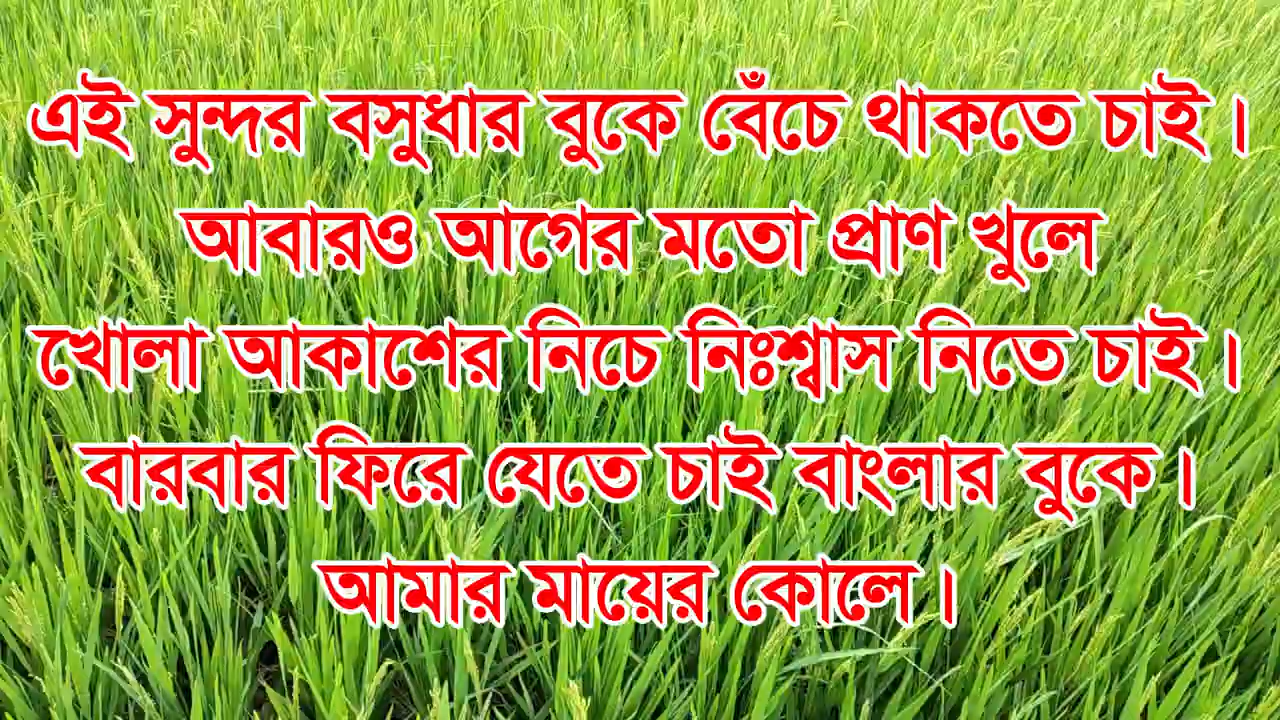 এই সুন্দর বসুধার বুকে বেঁচে থাকতে চাই।
আবারও আগের মতো প্রাণ খুলে
খোলা আকাশের নিচে নিঃশ্বাস নিতে চাই।
বারবার ফিরে যেতে চাই বাংলার বুকে।
আমার মায়ের কোলে।